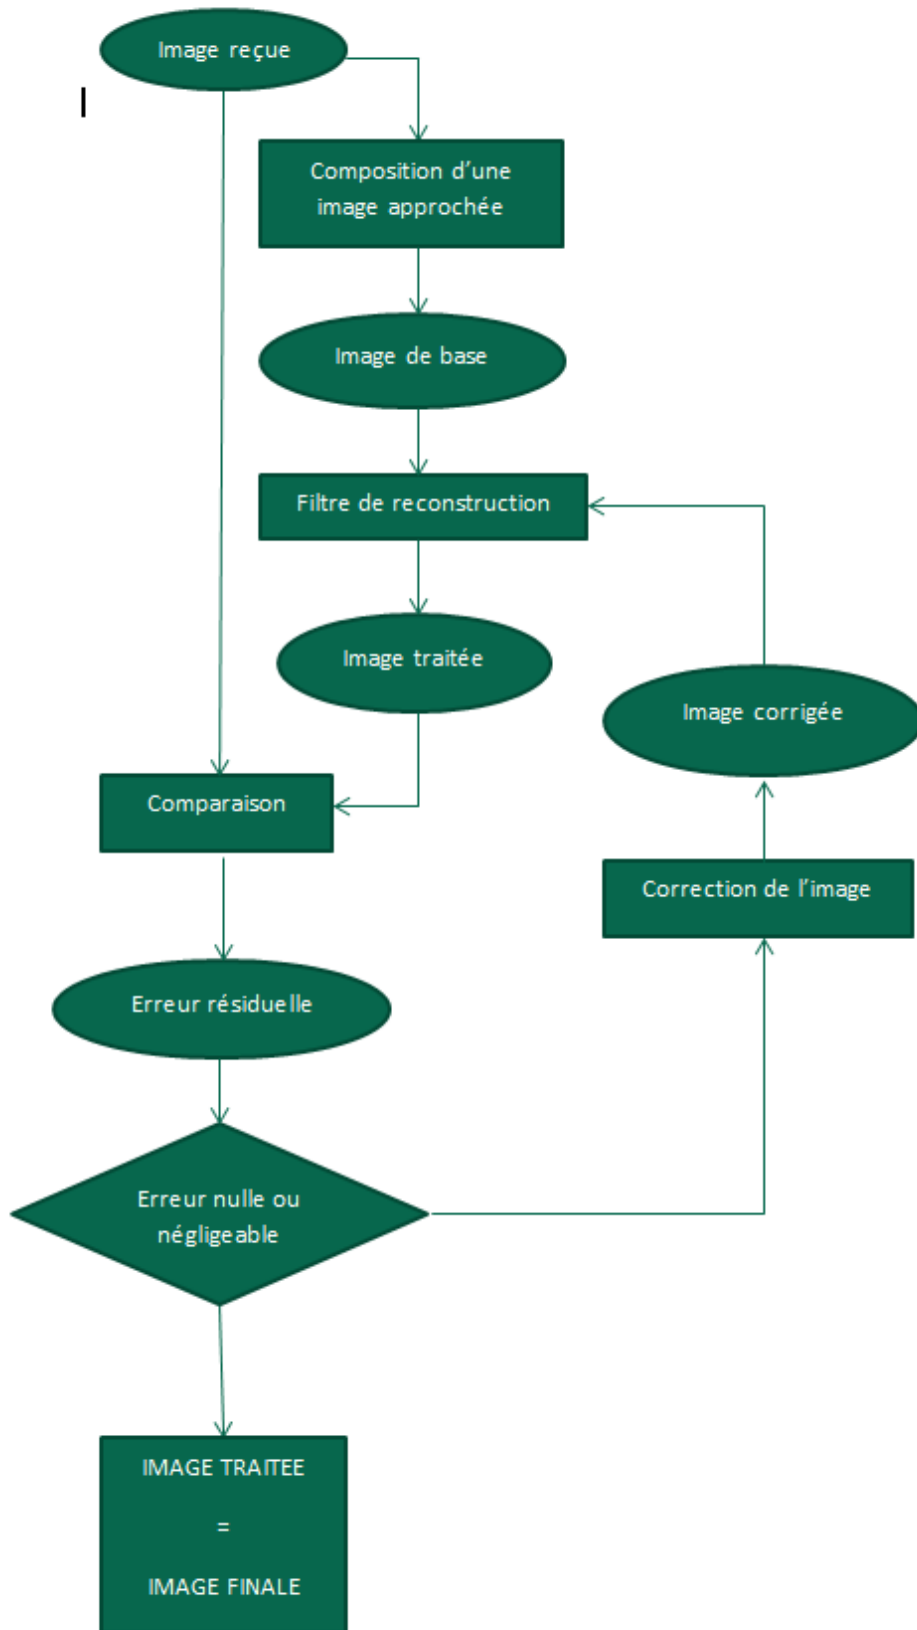 Image reçue
Composition d’une
image approchée
Image de base
Filtre de reconstruction
Image traitée
Image corrigée
Comparaison
Correction de l’image
Erreur résiduelle
Erreur nulle ou
négligeable
IMAGE TRAITEE
=
IMAGE FINALE